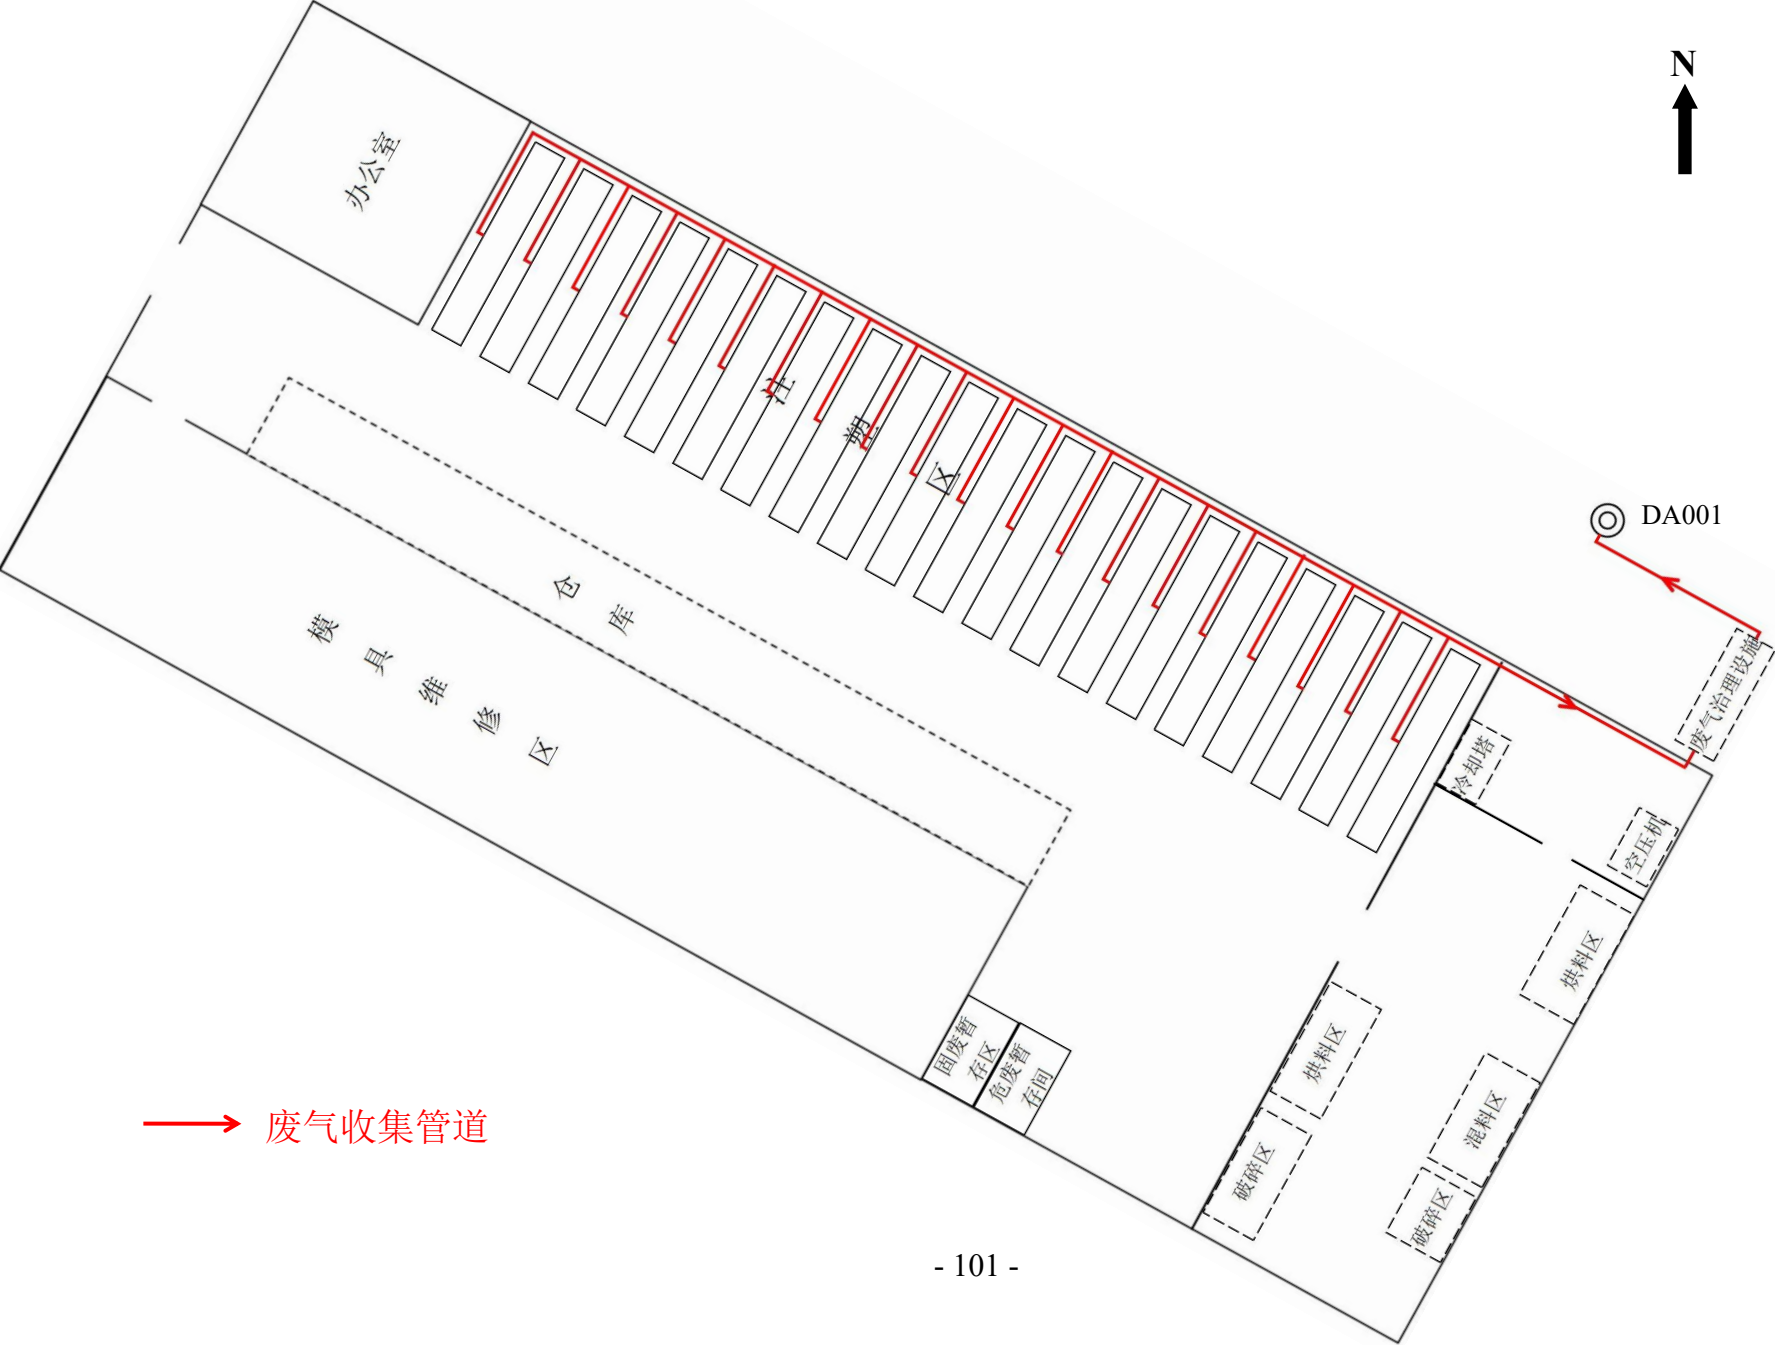 N
办公室
注塑区
DA001
废气治理设施
仓库
模具维修区
冷却塔
空压机
烘料区
烘料区
固废暂
存区
危废暂
存间
混料区
破碎区
破碎区
废气收集管道
- 101 -